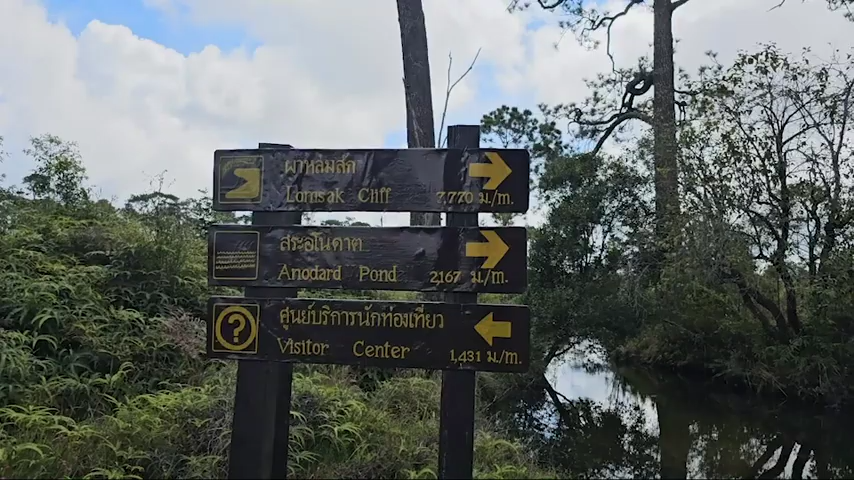 ผาหล่มสัก
Lomsak Cliff 7,770 ม./m.
สระอโนดาต
Anodard Pond 2167 ม./m.
ศูนย์บริการนักท่องเที่ยว
Visitor Center 1,431 ม./m.